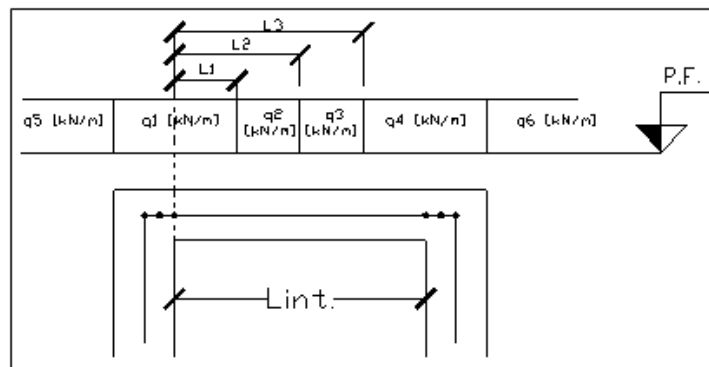 L3
L2
L1
P.F.
q5 [kN/m] q1 [kN/m] q2 [kN/m] q3 [kN/m] q4 [kN/m] q6 [kN/m]
Lint.